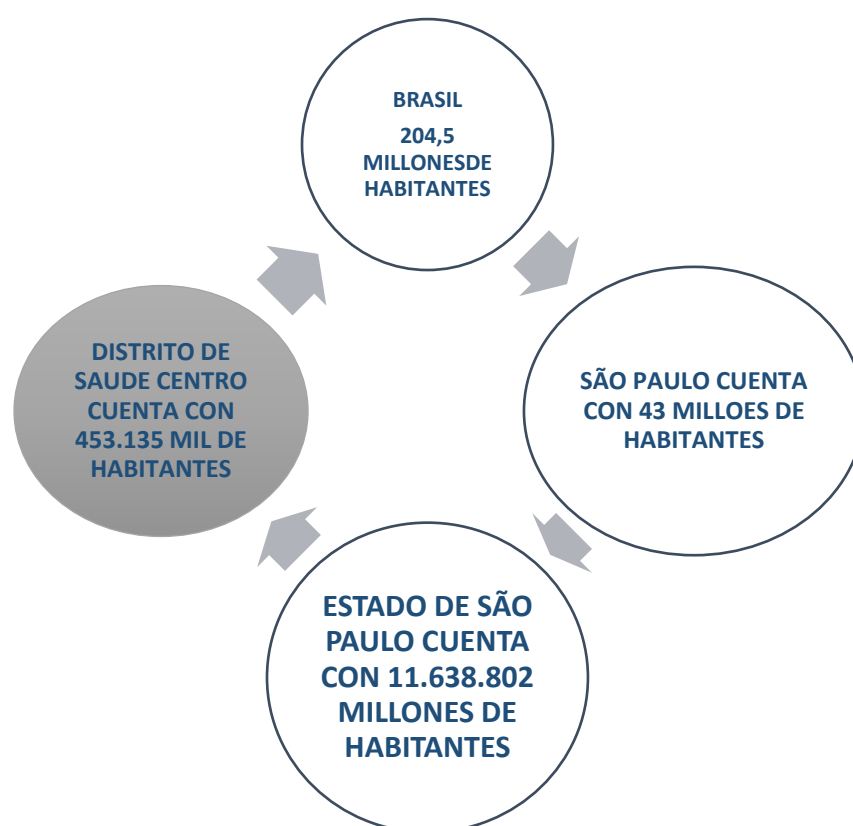 BRASIL
204,5
MILLONESDE
HABITANTES
SÃO PAULO CUENTA
CON 43 MILLOES DE
HABITANTES
ESTADO DE SÃO
PAULO CUENTA
CON 11.638.802
MILLONES DE
HABITANTES
DISTRITO DE
SAUDE CENTRO
CUENTA CON
453.135 MIL DE
HABITANTES